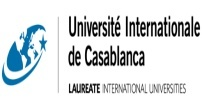 Université Internationale
de Casablanca
LAUREATE INTERNATIONAL UNIVERSITIES